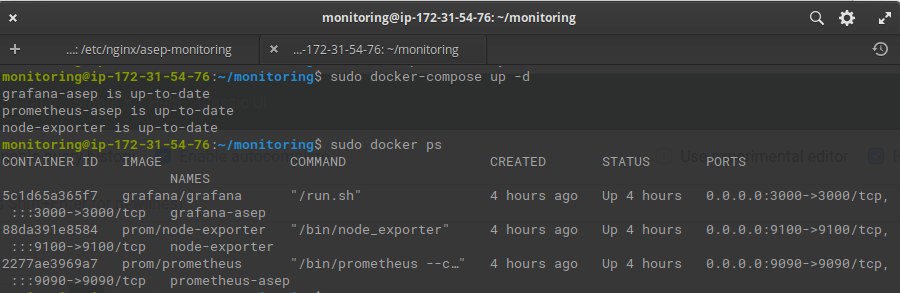 monitoring@ip-172-31-54-76: ~/monitoring
...: /etc/nginx/asep-monitoring
...-172-31-54-76: ~/monitoring
monitoring@ip-172-31-54-76:~/monitoring$ sudo docker-compose up -d
grafana-asep is up-to-date
prometheus-asep is up-to-date
node-exporter is up-to-date
monitoring@ip-172-31-54-76:~/monitoring$ sudo docker ps
CONTAINER ID   IMAGE                COMMAND                  CREATED       STATUS       PORTS
                     NAMES
5c1d65a365f7   grafana/grafana      "/run.sh"                4 hours ago   Up 4 hours   0.0.0.0:3000->3000/tcp,
 :::3000->3000/tcp   grafana-asep
88da391e8584   prom/node-exporter   "/bin/node_exporter"     4 hours ago   Up 4 hours   0.0.0.0:9100->9100/tcp,
 :::9100->9100/tcp   node-exporter
2277ae3969a7   prom/prometheus      "/bin/prometheus --c…"   4 hours ago   Up 4 hours   0.0.0.0:9090->9090/tcp,
 :::9090->9090/tcp   prometheus-asep